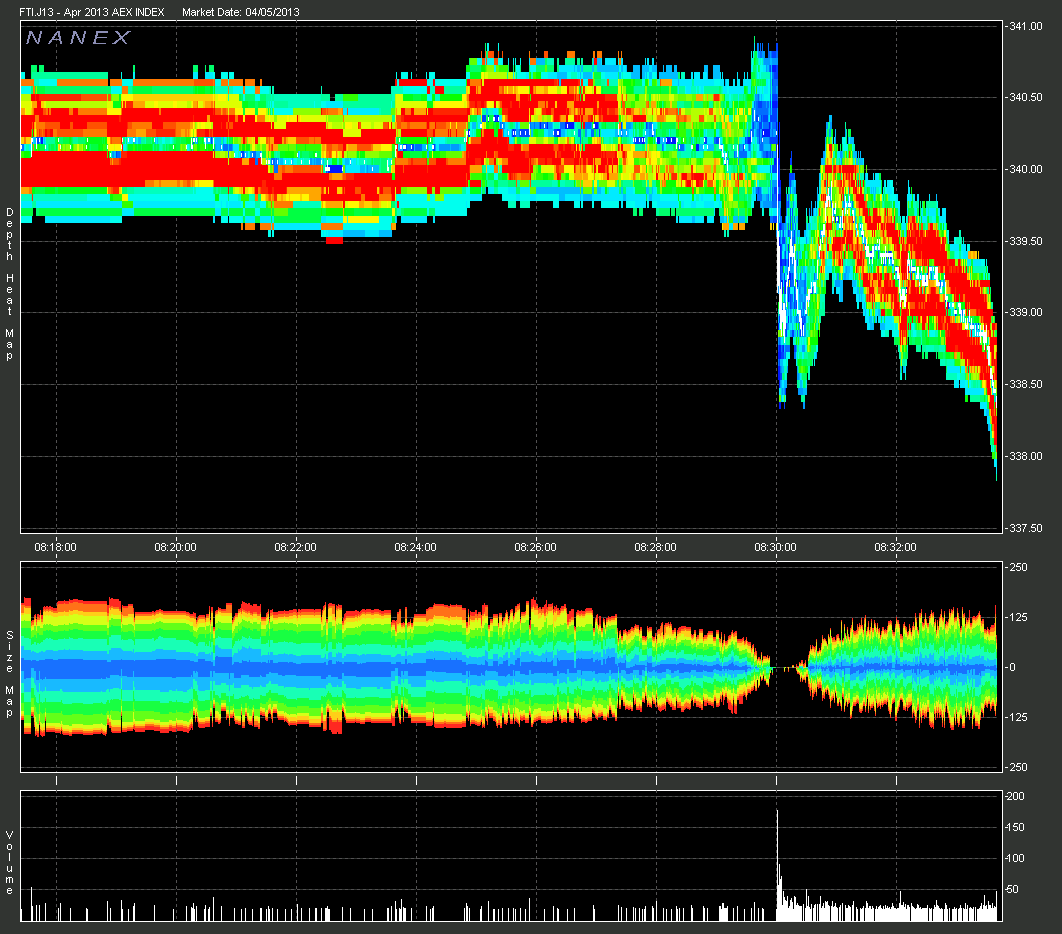 FTI.J13 - Apr 2013 AEX INDEX Market Date: 04/05/2013
NANEX
Depth Heat Map
341.00
340.50
340.00
339.50
339.00
338.50
338.00
337.50
08:18:00 08:20:00 08:22:00 08:24:00 08:26:00 08:28:00 08:30:00 08:32:00
Size Map
250
125
0
125
250
Volume
200
150
100
50